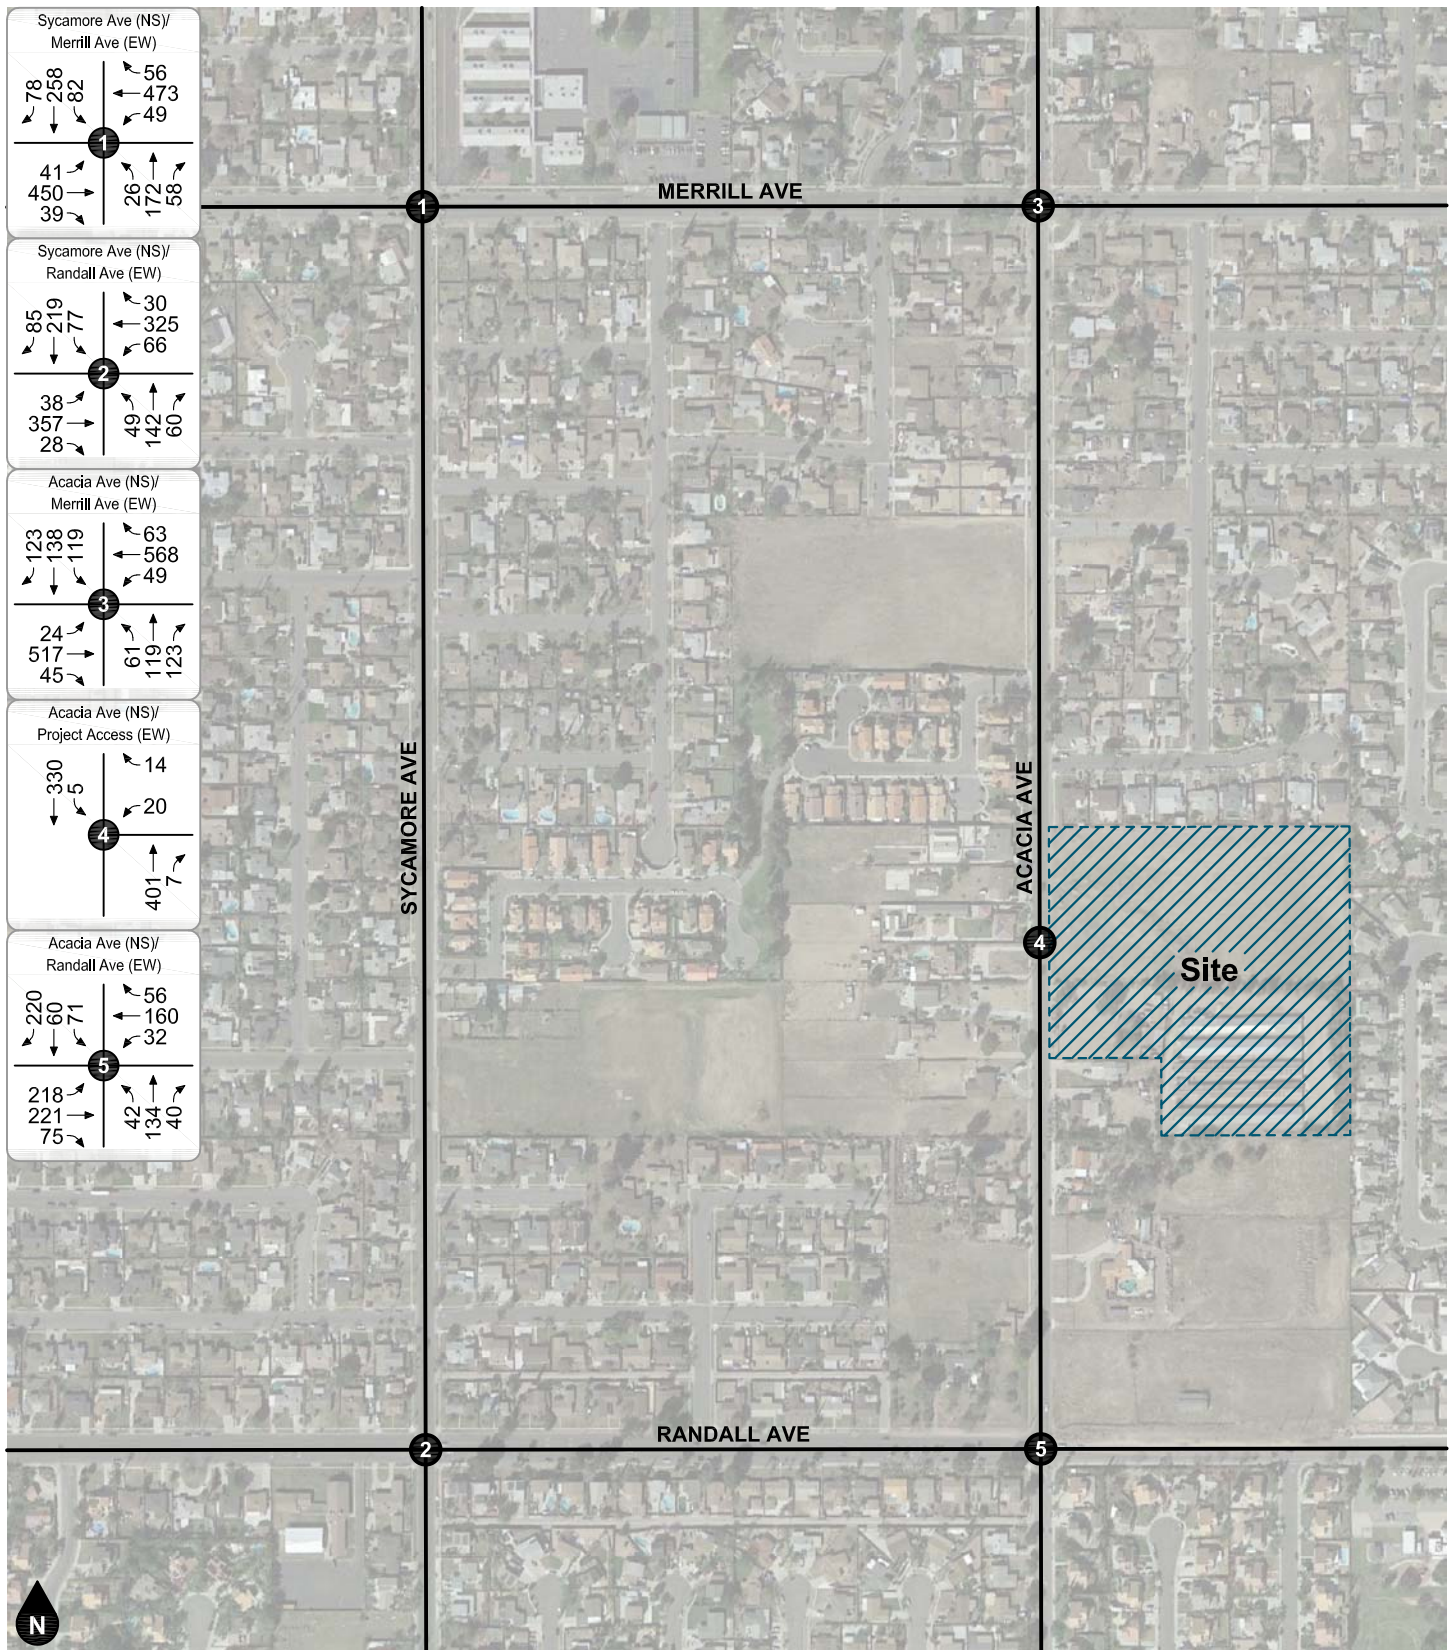 Sycamore Ave (NS)/
Merrill Ave (EW)
78 258 82
56
473
49
1
41
450
39
26 172 58
Sycamore Ave (NS)/
Randall Ave (EW)
85 219 77
30
325
66
2
38
357
28
49 142 60
Acacia Ave (NS)/
Merrill Ave (EW)
123 138 119
63
568
49
3
24
517
45
61 119 123
Acacia Ave (NS)/
Project Access (EW)
330 5
14
20
4
401 7
Acacia Ave (NS)/
Randall Ave (EW)
220 60 71
56
160
32
5
218
221
75
42 134 40
MERRILL AVE
1
3
SYCAMORE AVE
ACACIA AVE
4
Site
RANDALL AVE
2
5
N